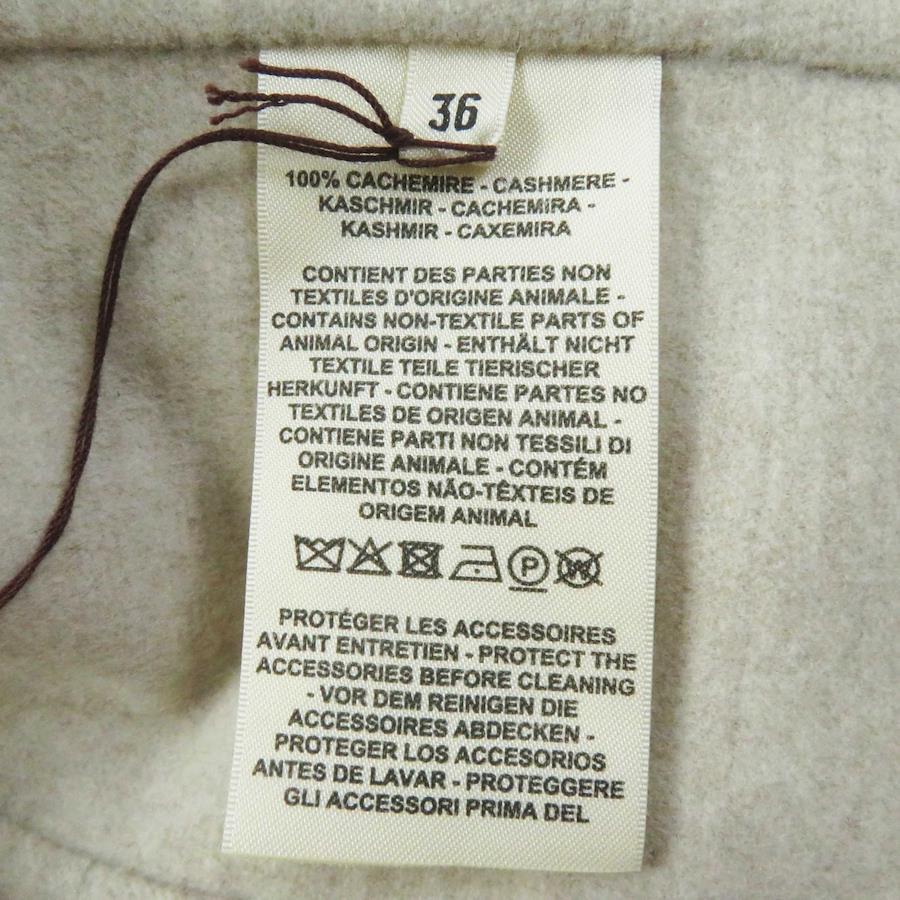 36
100% CACHEMIRE - CASHMERE -
KASCHMIR - CACHEMIRA -
KASHMIR - CAXEMIRA
CONTIENT DES PARTIES NON
TEXTILES D'ORIGINE ANIMALE -
CONTAINS NON-TEXTILE PARTS OF
ANIMAL ORIGIN - ENTHÄLT NICHT
TEXTILE TEILE TIERISCHER
HERKUNFT - CONTIENE PARTES NO
TEXTILES DE ORIGEN ANIMAL -
CONTIENE PARTI NON TESSILI DI
ORIGINE ANIMALE - CONTÉM
ELEMENTOS NÃO-TÊXTEIS DE
ORIGEM ANIMAL
P W
PROTÉGER LES ACCESSOIRES
AVANT ENTRETIEN - PROTECT THE
ACCESSORIES BEFORE CLEANING
- VOR DEM REINIGEN DIE
ACCESSOIRES ABDECKEN -
PROTEGER LOS ACCESORIOS
ANTES DE LAVAR - PROTEGGERE
GLI ACCESSORI PRIMA DEL